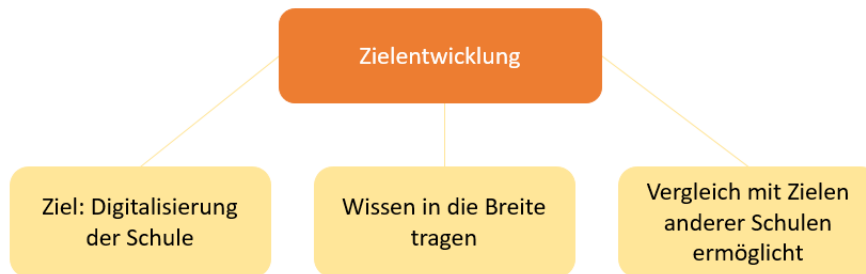 Zielentwicklung
Ziel: Digitalisierung
der Schule
Wissen in die Breite
tragen
Vergleich mit Zielen
anderer Schulen
ermöglicht